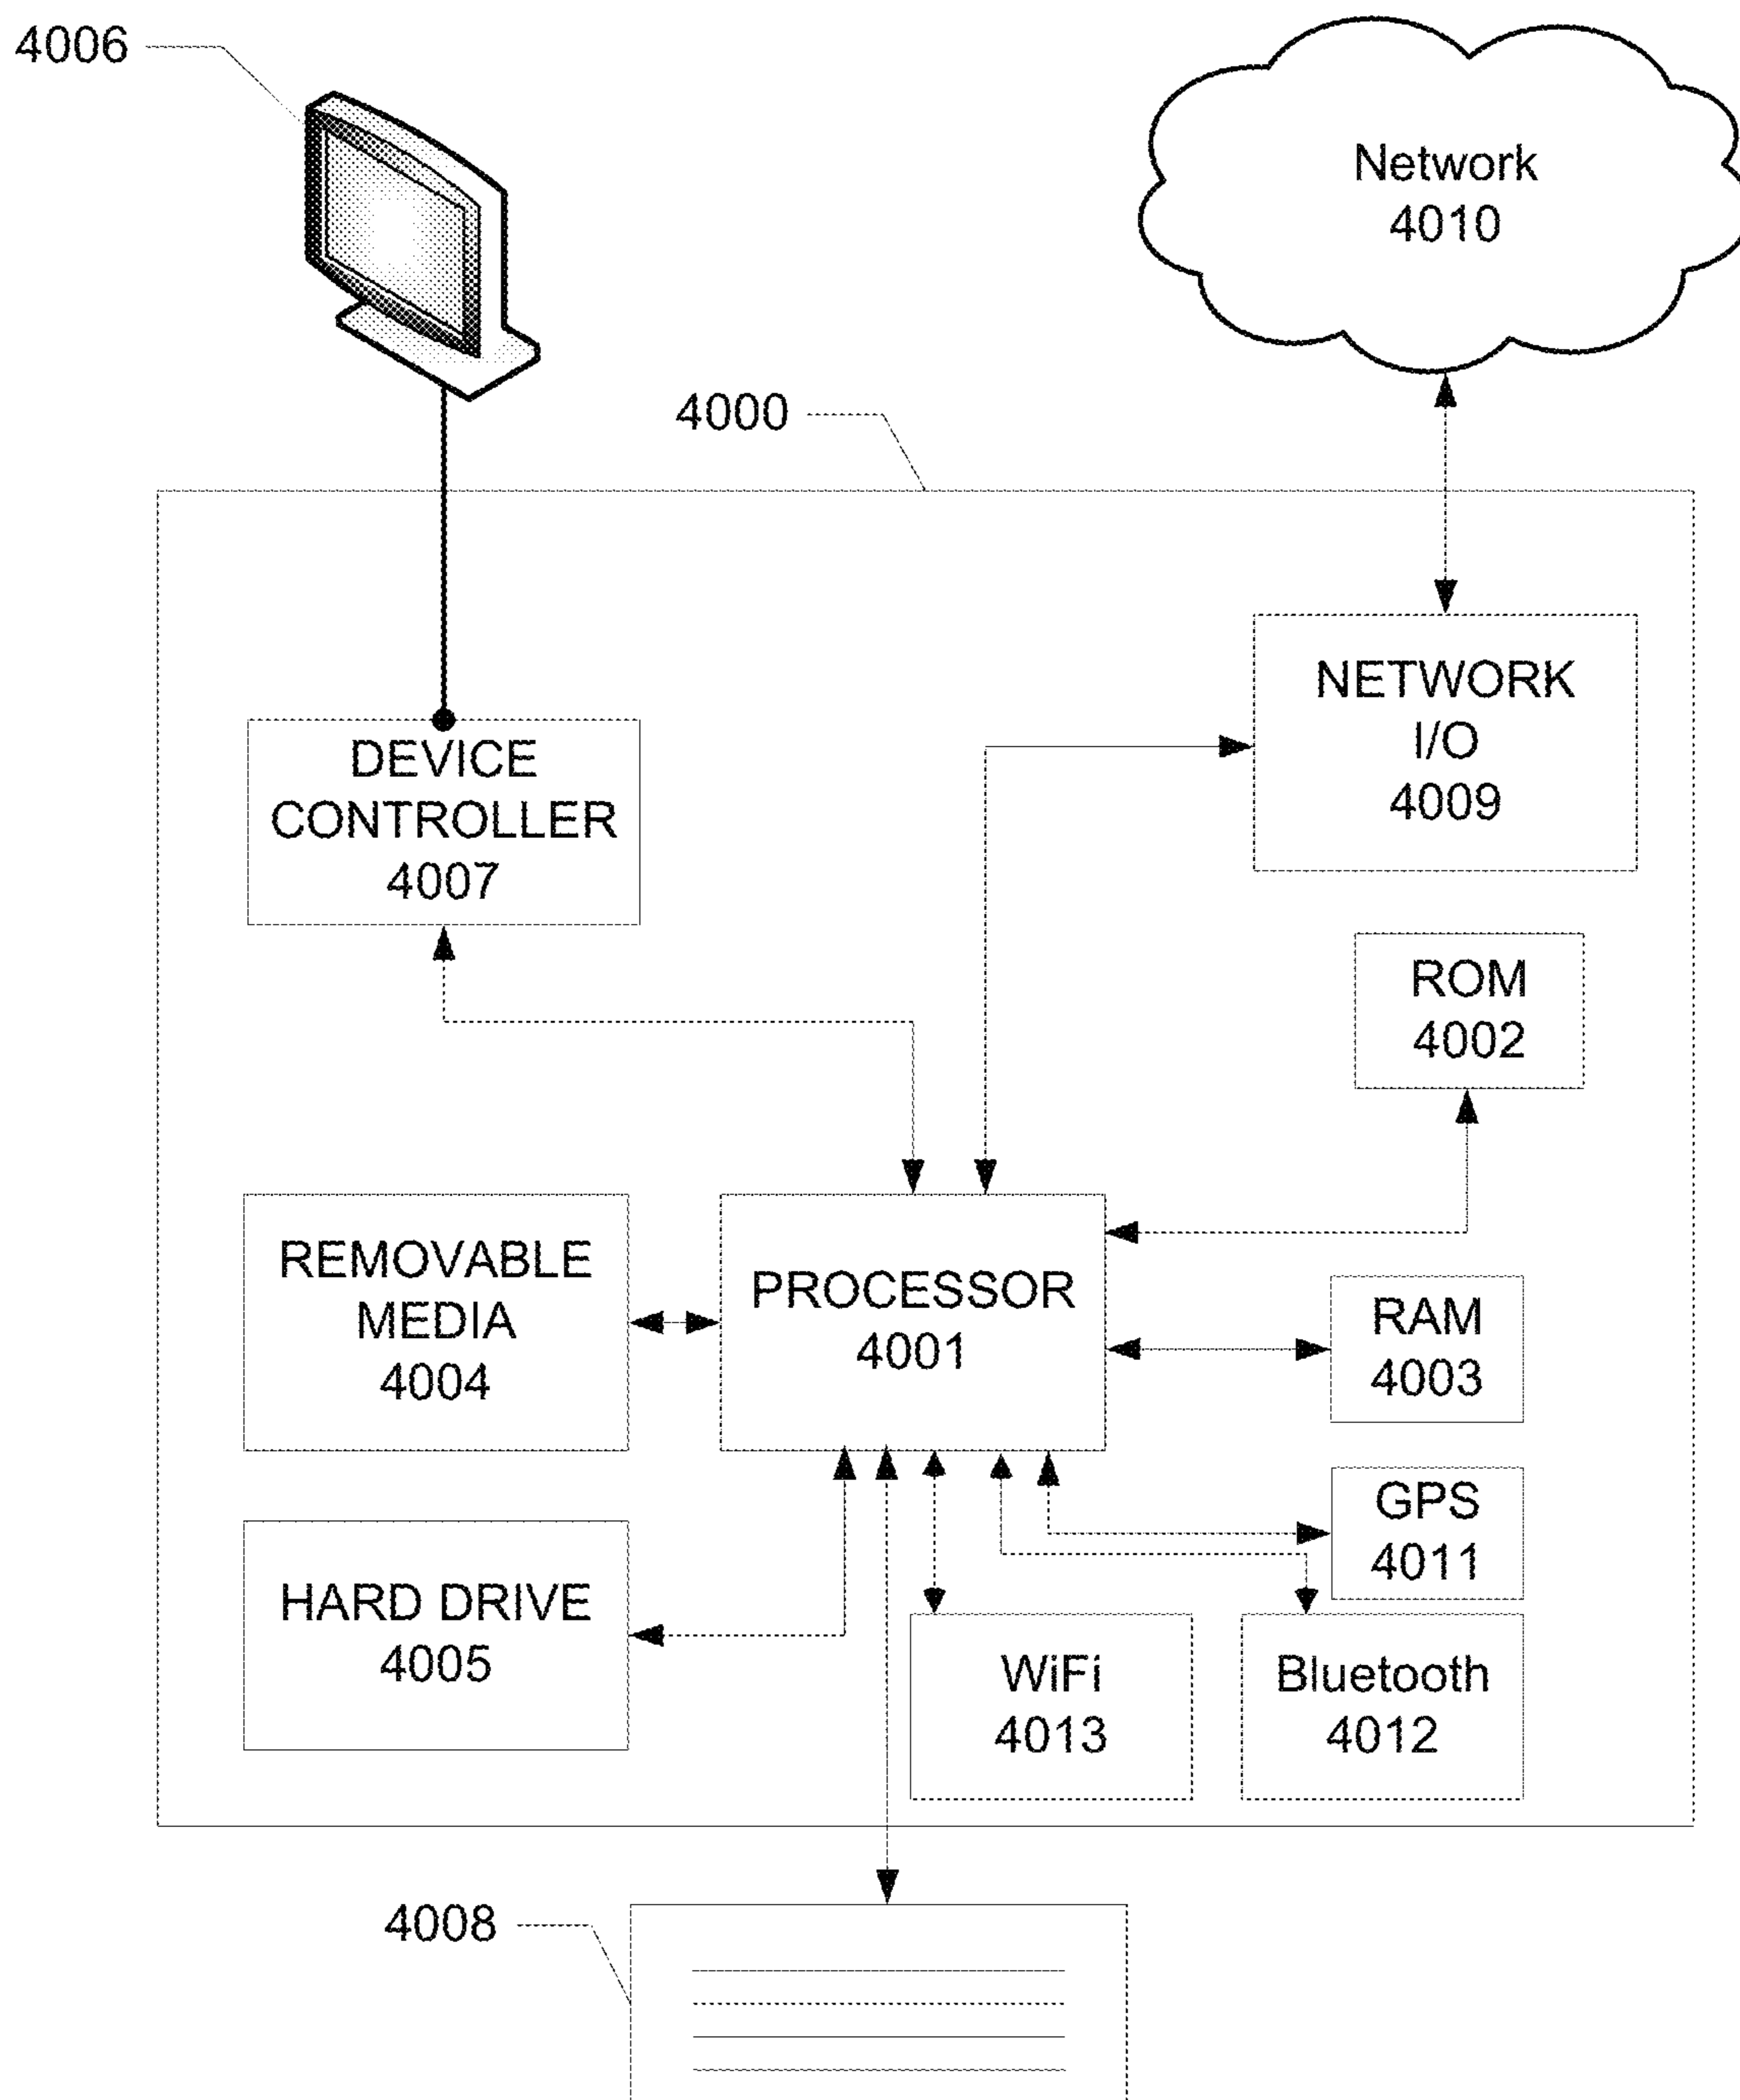 4006
Network
4010
4000
NETWORK
I/O
4009
DEVICE
CONTROLLER
4007
ROM
4002
REMOVABLE
MEDIA
4004
PROCESSOR
4001
RAM
4003
GPS
4011
HARD DRIVE
4005
WiFi
4013
Bluetooth
4012
4008